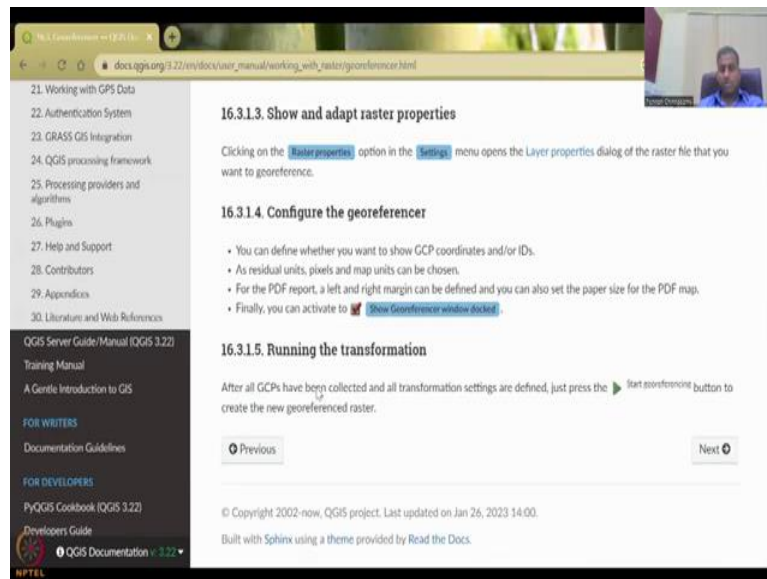 16.3. Georeferencer — QGIS Doc
docs.qgis.org/3.22/en/docs/user_manual/working_with_raster/georeferencer.html
21. Working with GPS Data
22. Authentication System
23. GRASS GIS Integration
24. QGIS processing framework
25. Processing providers and
algorithms
26. Plugins
27. Help and Support
28. Contributors
29. Appendices
30. Literature and Web References
QGIS Server Guide/Manual (QGIS 3.22)
Training Manual
A Gentle Introduction to GIS
FOR WRITERS
Documentation Guidelines
FOR DEVELOPERS
PyQGIS Cookbook (QGIS 3.22)
Developers Guide
QGIS Documentation v: 3.22
NPTEL
16.3.1.3. Show and adapt raster properties
Clicking on the Raster properties option in the Settings menu opens the Layer properties dialog of the raster file that you
want to georeference.
16.3.1.4. Configure the georeferencer
• You can define whether you want to show GCP coordinates and/or IDs.
• As residual units, pixels and map units can be chosen.
• For the PDF report, a left and right margin can be defined and you can also set the paper size for the PDF map.
• Finally, you can activate to Show Georeferencer window docked.
16.3.1.5. Running the transformation
After all GCPs have been collected and all transformation settings are defined, just press the Start georeferencing button to
create the new georeferenced raster.
Previous
Next
© Copyright 2002-now, QGIS project. Last updated on Jan 26, 2023 14:00.
Built with Sphinx using a theme provided by Read the Docs.